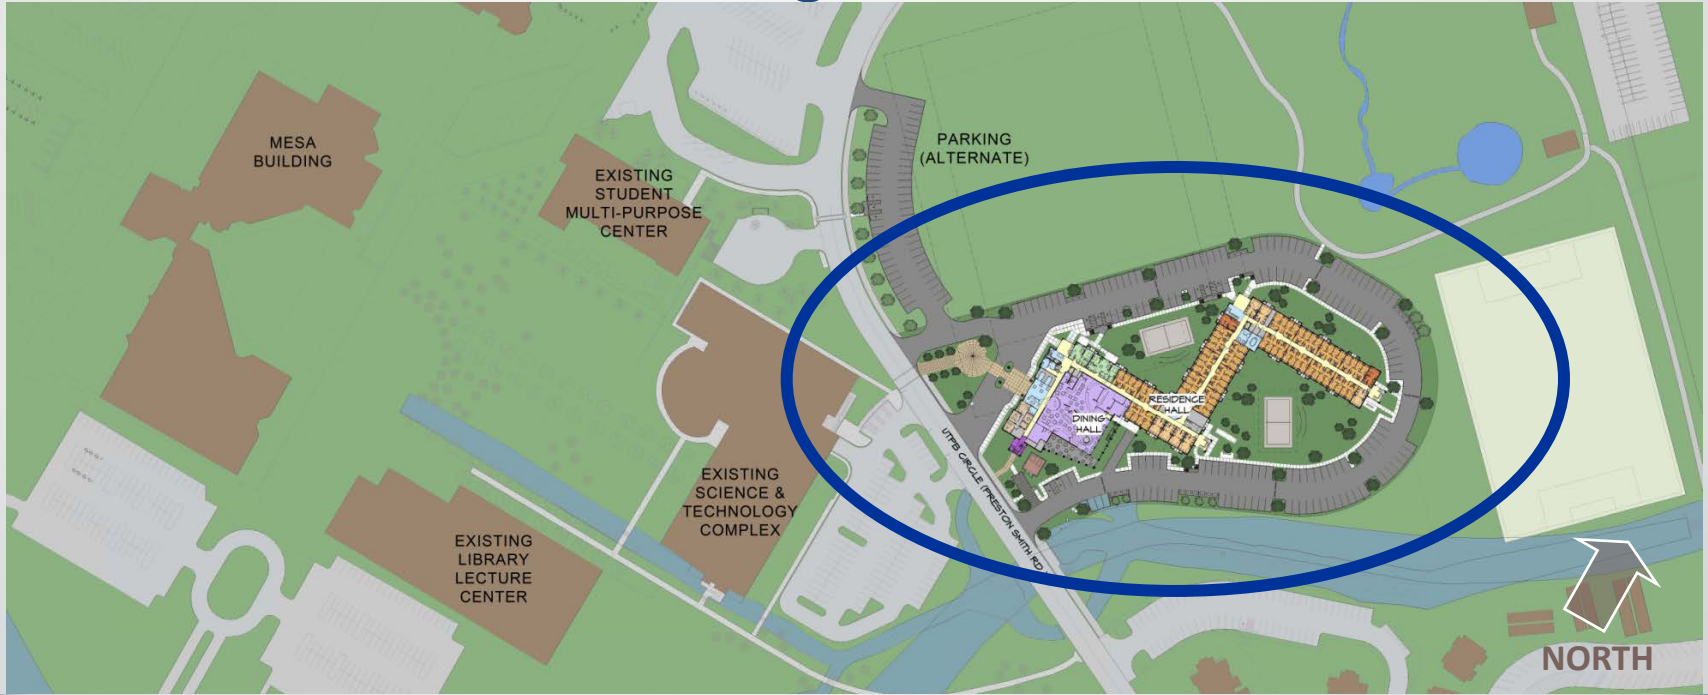 MESA
BUILDING
EXISTING
STUDENT
MULTI-PURPOSE
CENTER
PARKING
(ALTERNATE)
RESIDENCE
HALL
DINING
HALL
UTPB CIRCLE (PRESTON SMITH RD
EXISTING
SCIENCE &
TECHNOLOGY
COMPLEX
EXISTING
LIBRARY
LECTURE
CENTER
NORTH